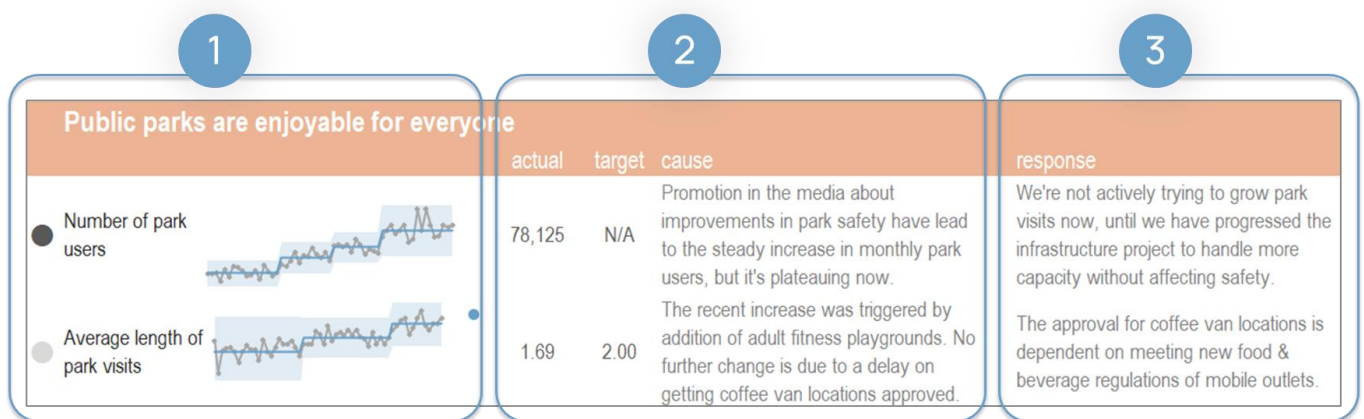 1
2
3
Public parks are enjoyable for everyone
actual
target
cause
response
Number of park
users
78,125
N/A
Promotion in the media about
improvements in park safety have lead
to the steady increase in monthly park
users, but it's plateauing now.
We're not actively trying to grow park
visits now, until we have progressed the
infrastructure project to handle more
capacity without affecting safety.
Average length of
park visits
1.69
2.00
The recent increase was triggered by
addition of adult fitness playgrounds. No
further change is due to a delay on
getting coffee van locations approved.
The approval for coffee van locations is
dependent on meeting new food &
beverage regulations of mobile outlets.